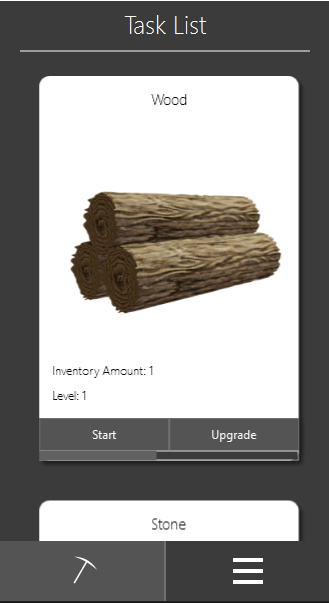 Task List
Wood
Inventory Amount: 1
Level: 1
Start
Upgrade
Stone